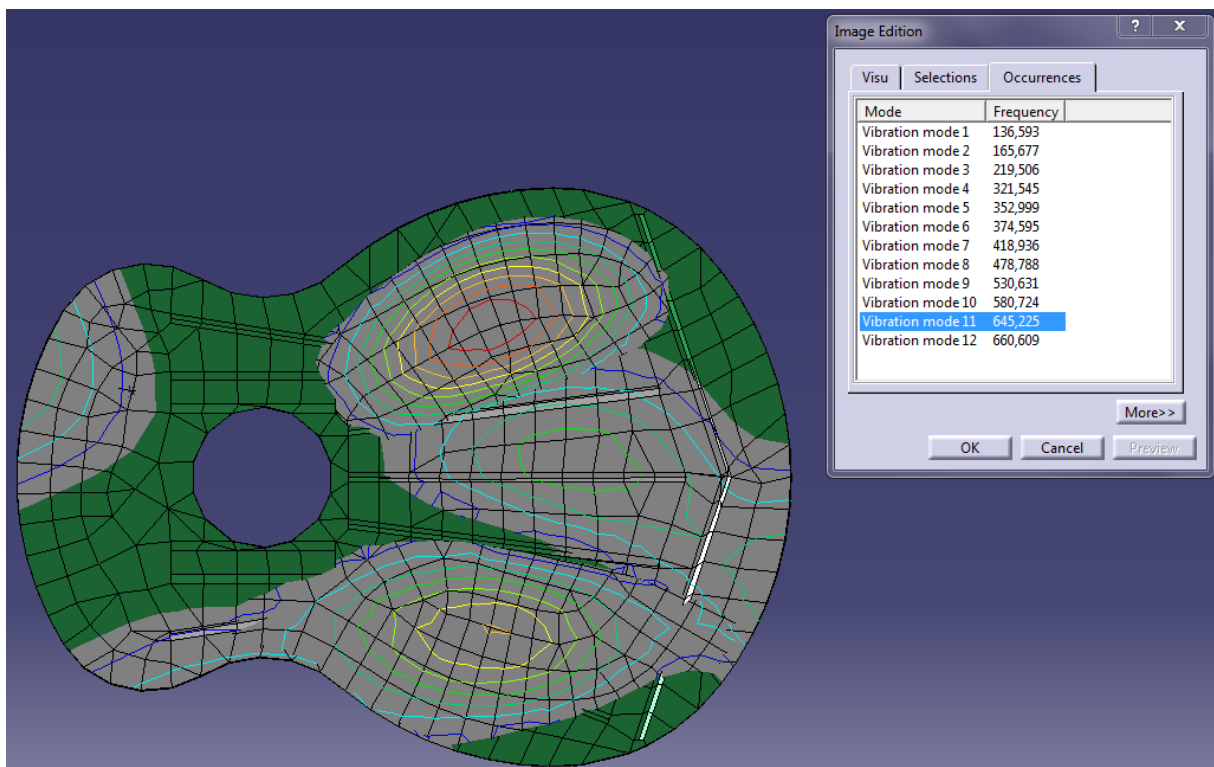 Image Edition
? X
Visu Selections Occurrences
Mode Frequency
Vibration mode 1 136,593
Vibration mode 2 165,677
Vibration mode 3 219,506
Vibration mode 4 321,545
Vibration mode 5 352,999
Vibration mode 6 374,595
Vibration mode 7 418,936
Vibration mode 8 478,788
Vibration mode 9 530,631
Vibration mode 10 580,724
Vibration mode 11 645,225
Vibration mode 12 660,609
More>>
OK Cancel Preview